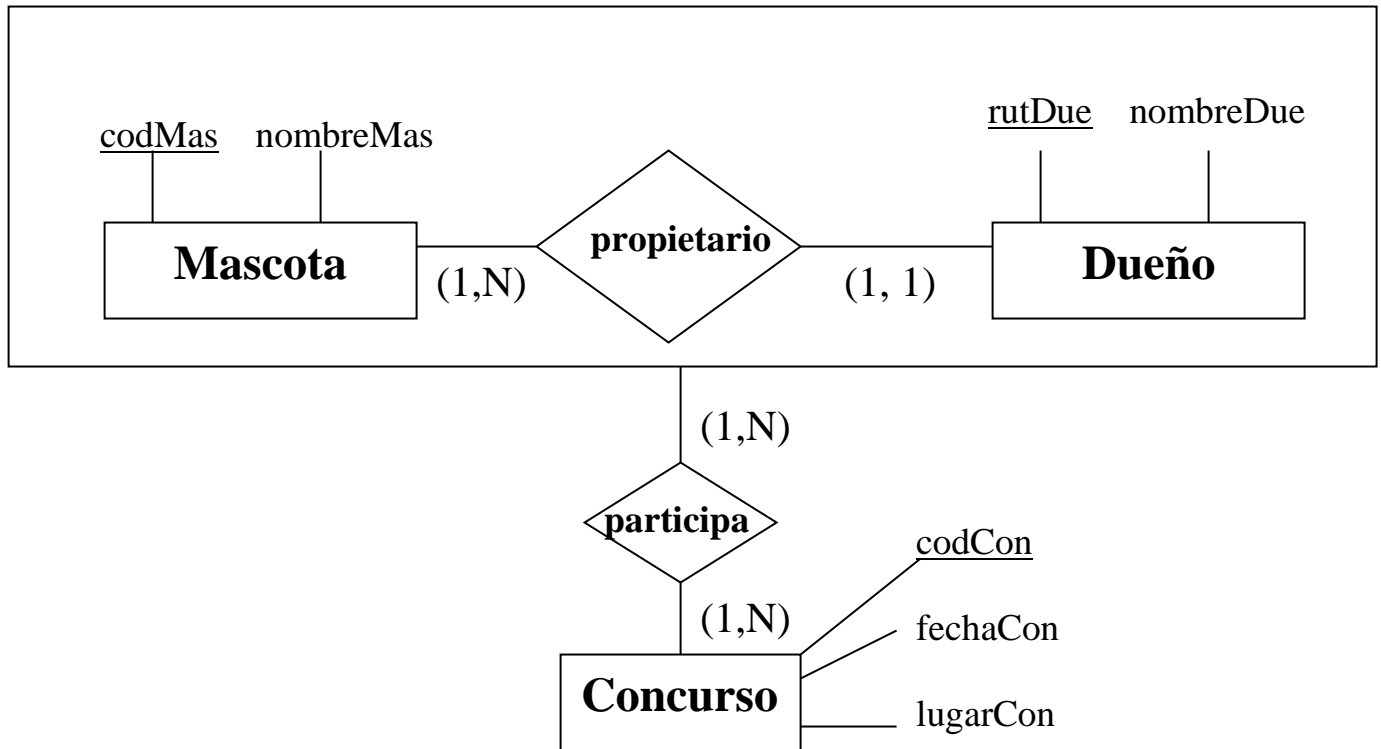 rutDue nombreDue
codMas nombreMas
propietario
Mascota
Dueño
(1,N)
(1, 1)
(1,N)
participa
codCon
(1,N)
fechaCon
Concurso
lugarCon